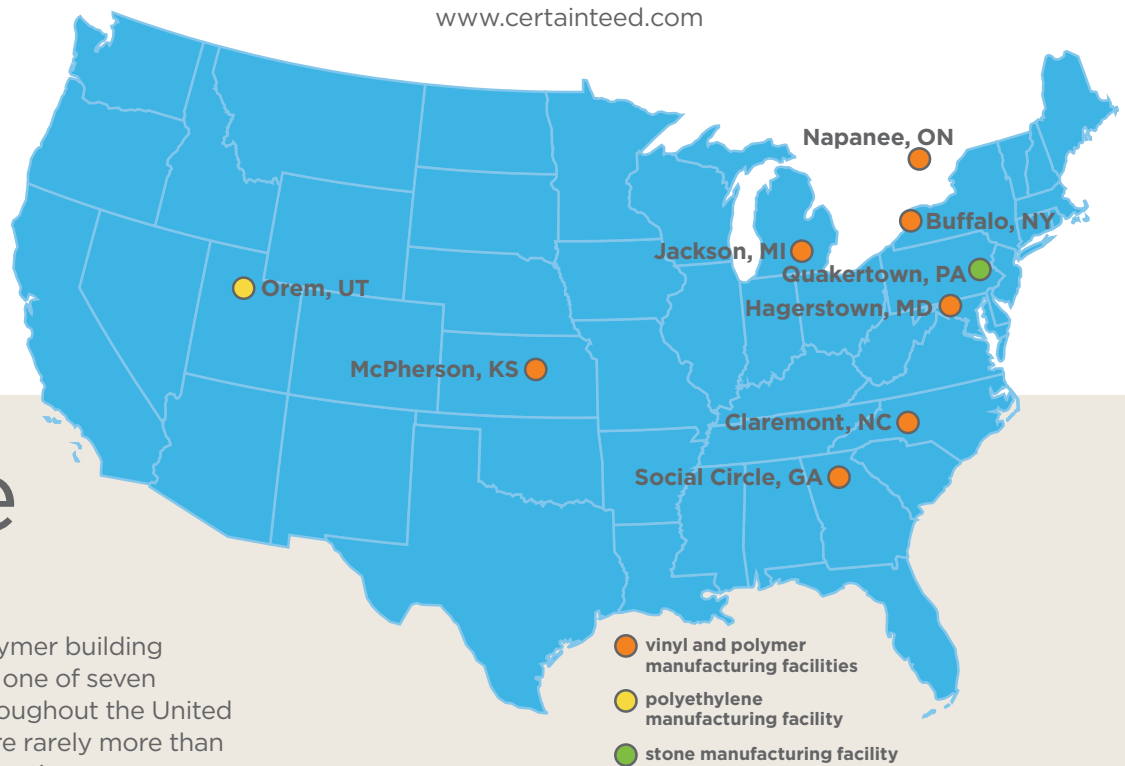 www.certainteed.com
Napanee, ON
Buffalo, NY
Jackson, MI
Quakertown, PA
Orem, UT
Hagerstown, MD
McPherson, KS
Claremont, NC
Social Circle, GA
e
ymer building
one of seven
oughout the United
re rarely more than
vinyl and polymer
manufacturing facilities
polyethylene
manufacturing facility
stone manufacturing facility